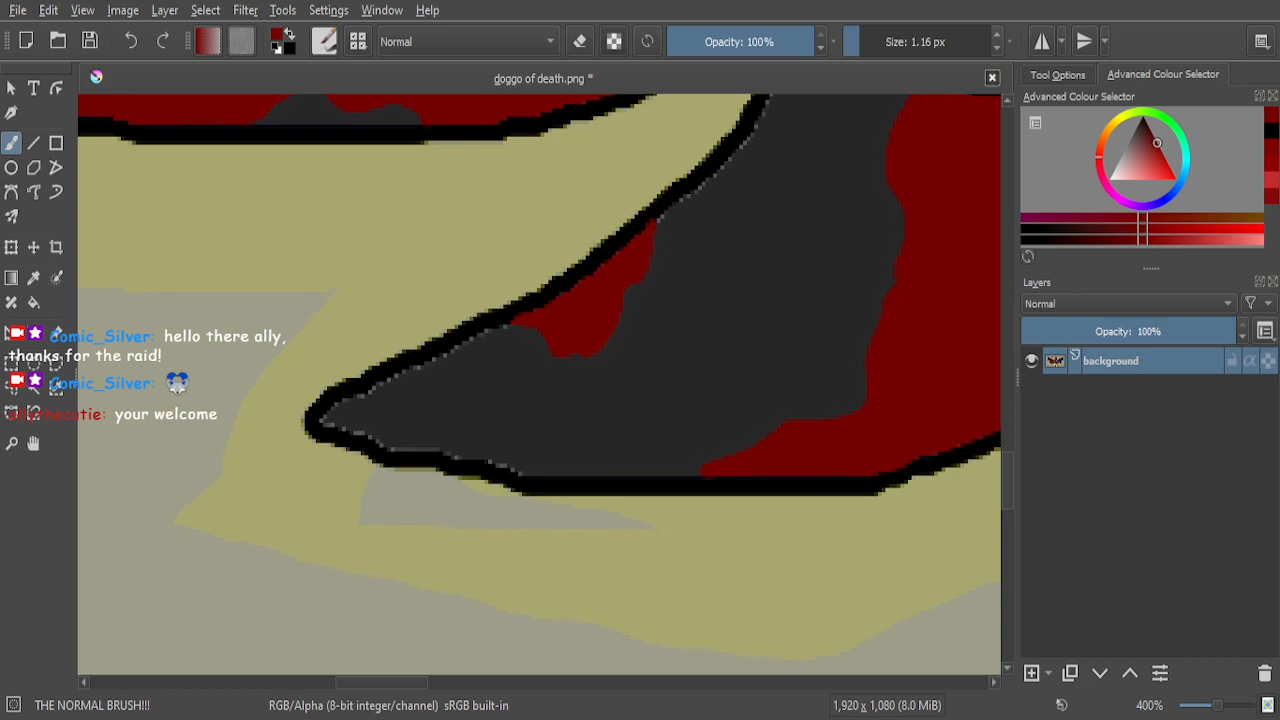 File Edit View Image Layer Select Filter Tools Settings Window Help
Normal Opacity: 100% Size: 1.16 px
doggo of death.png *
Tool Options Advanced Colour Selector
Advanced Colour Selector
Layers
Normal
Opacity: 100%
background
Comic_Silver: hello there ally,
thanks for the raid!
Comic_Silver:
your welcome
THE NORMAL BRUSH!!! RGB/Alpha (8-bit integer/channel) sRGB built-in 1,920 x 1,080 (8.0 MiB) 400%